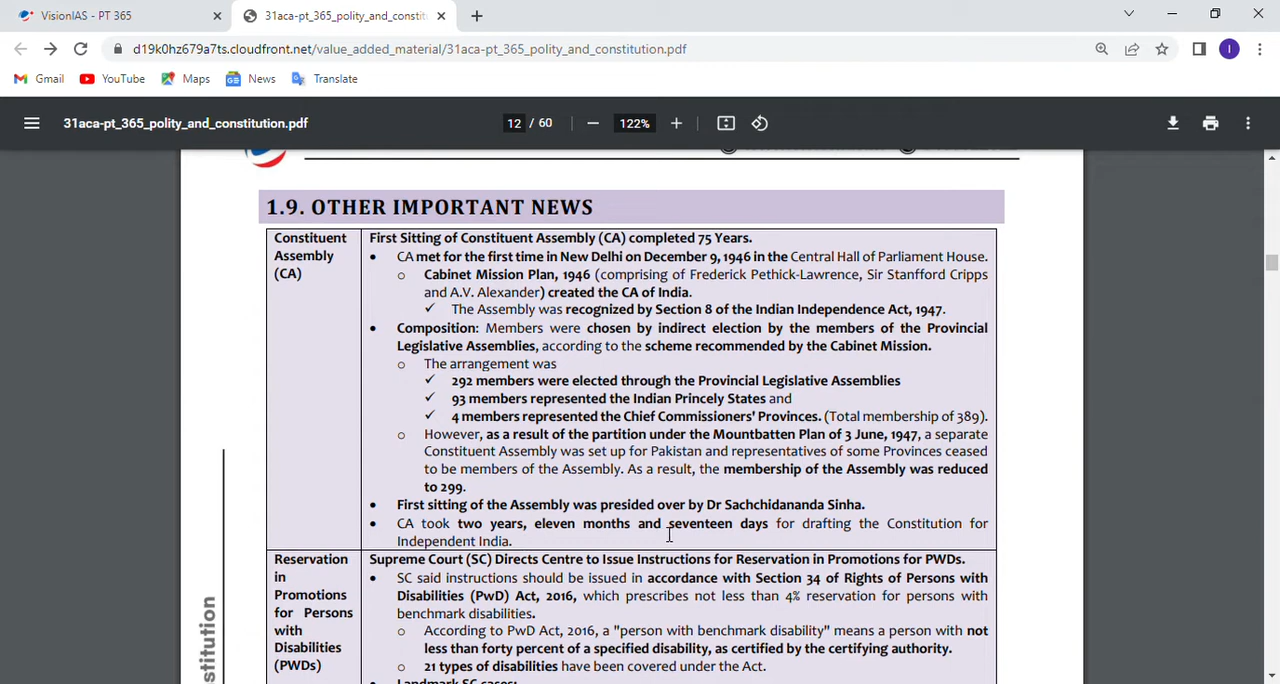 VisionIAS - PT 365
31aca-pt_365_polity_and_constit
d19k0hz679a7ts.cloudfront.net/value_added_material/31aca-pt_365_polity_and_constitution.pdf
I
Gmail YouTube Maps News Translate
31aca-pt_365_polity_and_constitution.pdf 12 / 60 122%
1.9. OTHER IMPORTANT NEWS
Constituent Assembly (CA)
First Sitting of Constituent Assembly (CA) completed 75 Years.
• CA met for the first time in New Delhi on December 9, 1946 in the Central Hall of Parliament House.
o Cabinet Mission Plan, 1946 (comprising of Frederick Pethick-Lawrence, Sir Stanfford Cripps
and A.V. Alexander) created the CA of India.
✓ The Assembly was recognized by Section 8 of the Indian Independence Act, 1947.
• Composition: Members were chosen by indirect election by the members of the Provincial
Legislative Assemblies, according to the scheme recommended by the Cabinet Mission.
o The arrangement was
✓ 292 members were elected through the Provincial Legislative Assemblies
✓ 93 members represented the Indian Princely States and
✓ 4 members represented the Chief Commissioners' Provinces. (Total membership of 389).
o However, as a result of the partition under the Mountbatten Plan of 3 June, 1947, a separate
Constituent Assembly was set up for Pakistan and representatives of some Provinces ceased
to be members of the Assembly. As a result, the membership of the Assembly was reduced
to 299.
• First sitting of the Assembly was presided over by Dr Sachchidananda Sinha.
• CA took two years, eleven months and seventeen days for drafting the Constitution for
Independent India.
Reservation
in
Promotions
for Persons
with
Disabilities
(PWDs)
Supreme Court (SC) Directs Centre to Issue Instructions for Reservation in Promotions for PWDs.
• SC said instructions should be issued in accordance with Section 34 of Rights of Persons with
Disabilities (PwD) Act, 2016, which prescribes not less than 4% reservation for persons with
benchmark disabilities.
o According to PwD Act, 2016, a "person with benchmark disability" means a person with not
less than forty percent of a specified disability, as certified by the certifying authority.
o 21 types of disabilities have been covered under the Act.
• Landmark SC cases:
stitution